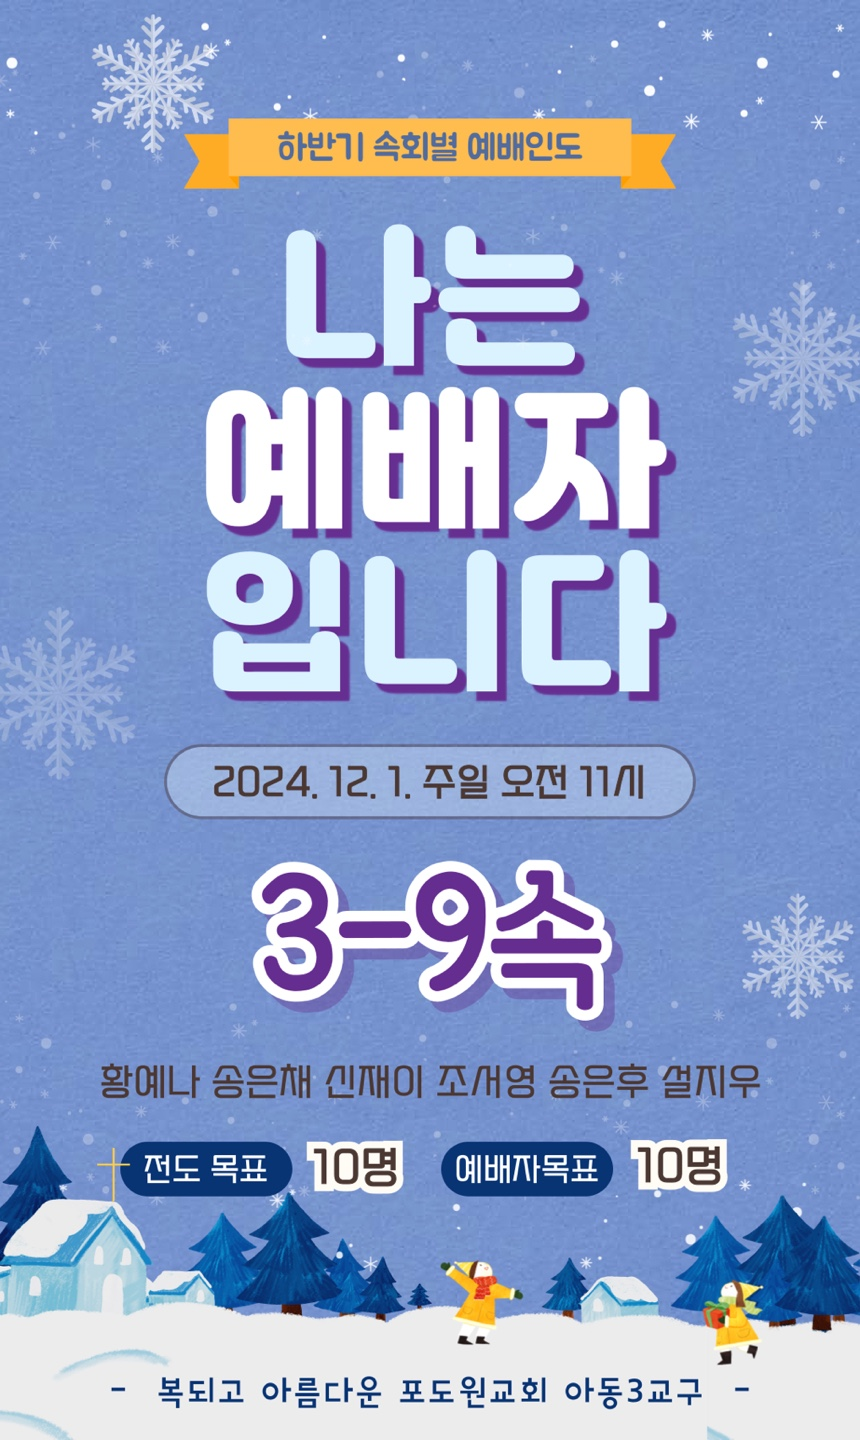 하반기 속회별 예배인도
나는
예배자
입니다
2024. 12. 1. 주일 오전 11시
3-9속
황예나 송은채 신재이 조서영 송은후 설지우
전도 목표 10명 예배자목표 10명
- 복되고 아름다운 포도원교회 아동3교구 -